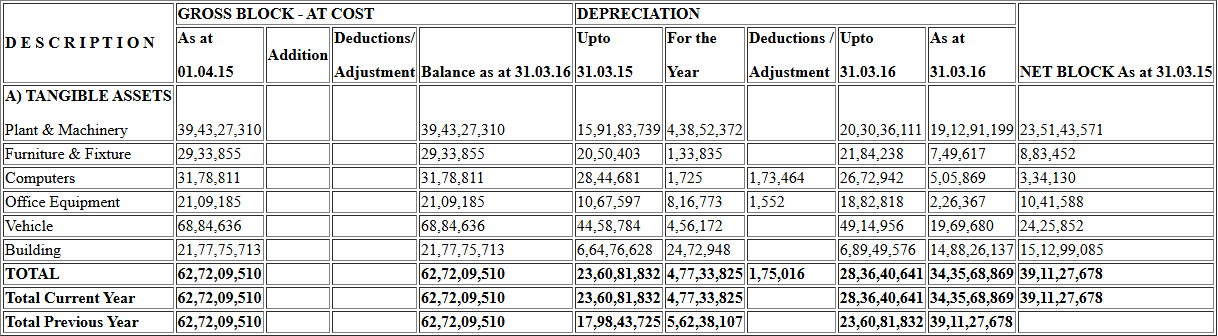 GROSS BLOCK - AT COST DEPRECIATION
D E S C R I P T I O N As at 01.04.15 Addition Deductions/ Adjustment Balance as at 31.03.16 Upto 31.03.15 For the Year Deductions / Adjustment Upto 31.03.16 As at 31.03.16 NET BLOCK As at 31.03.15
A) TANGIBLE ASSETS
Plant & Machinery 39,43,27,310 39,43,27,310 15,91,83,739 4,38,52,372 20,30,36,111 19,12,91,199 23,51,43,571
Furniture & Fixture 29,33,855 29,33,855 20,50,403 1,33,835 21,84,238 7,49,617 8,83,452
Computers 31,78,811 31,78,811 28,44,681 1,725 1,73,464 26,72,942 5,05,869 3,34,130
Office Equipment 21,09,185 21,09,185 10,67,597 8,16,773 1,552 18,82,818 2,26,367 10,41,588
Vehicle 68,84,636 68,84,636 44,58,784 4,56,172 49,14,956 19,69,680 24,25,852
Building 21,77,75,713 21,77,75,713 6,64,76,628 24,72,948 6,89,49,576 14,88,26,137 15,12,99,085
TOTAL 62,72,09,510 62,72,09,510 23,60,81,832 4,77,33,825 1,75,016 28,36,40,641 34,35,68,869 39,11,27,678
Total Current Year 62,72,09,510 62,72,09,510 23,60,81,832 4,77,33,825 28,36,40,641 34,35,68,869 39,11,27,678
Total Previous Year 62,72,09,510 62,72,09,510 17,98,43,725 5,62,38,107 23,60,81,832 39,11,27,678